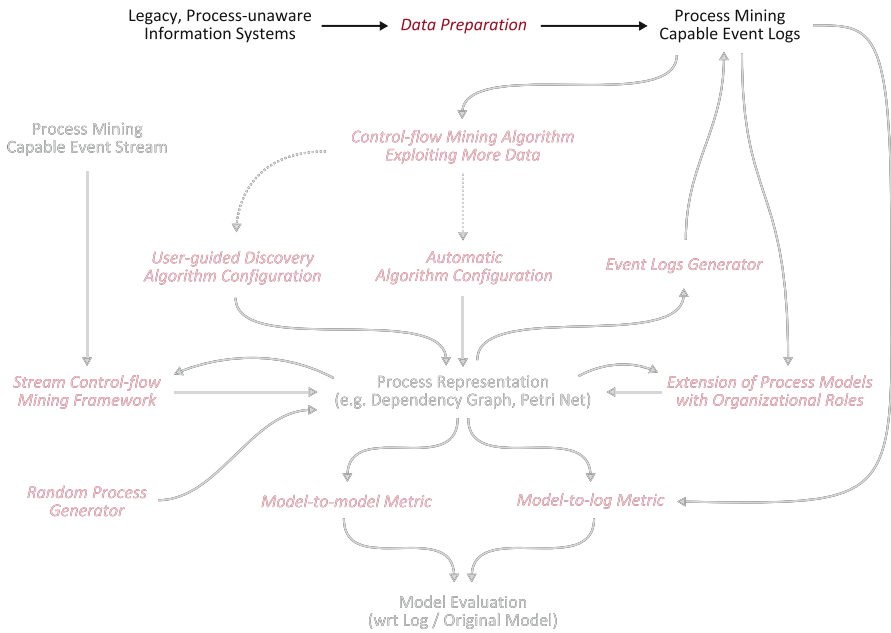 Legacy, Process-unaware
Information Systems
Data Preparation
Process Mining
Capable Event Logs
Process Mining
Capable Event Stream
Control-flow Mining Algorithm
Exploiting More Data
User-guided Discovery
Algorithm Configuration
Automatic
Algorithm Configuration
Event Logs Generator
Stream Control-flow
Mining Framework
Process Representation
(e.g. Dependency Graph, Petri Net)
Extension of Process Models
with Organizational Roles
Random Process
Generator
Model-to-model Metric
Model-to-log Metric
Model Evaluation
(wrt Log / Original Model)